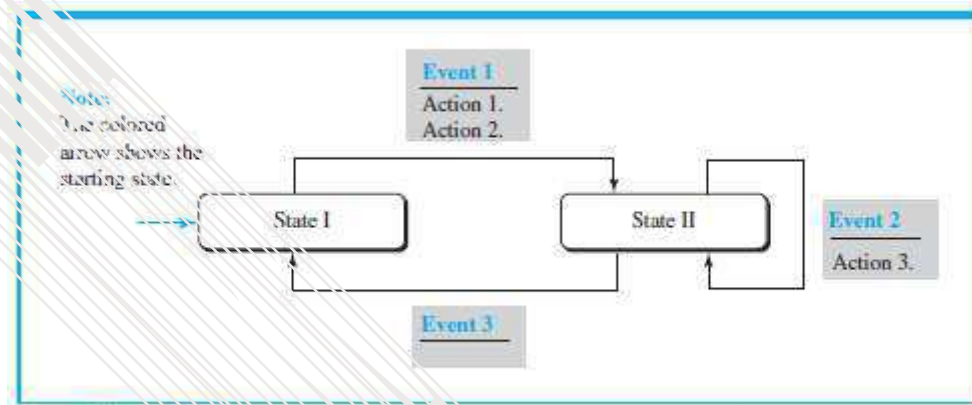 Note:
The colored
arrow shows the
starting state.
Event 1
Action 1.
Action 2.
State I
State II
Event 2
Action 3.
Event 3